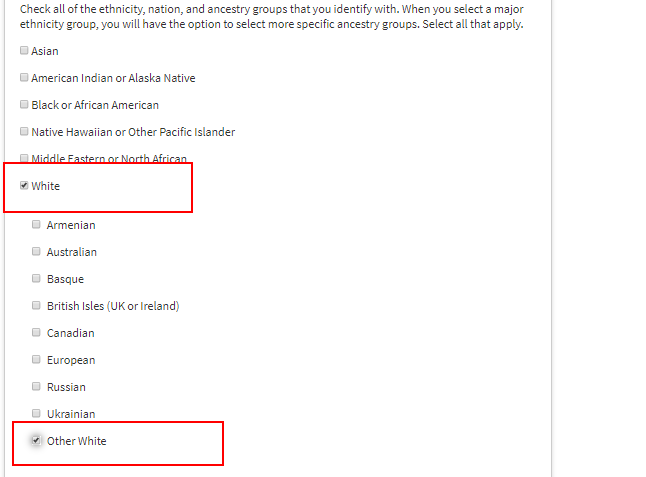 Check all of the ethnicity, nation, and ancestry groups that you identify with. When you select a major
ethnicity group, you will have the option to select more specific ancestry groups. Select all that apply.
Asian
American Indian or Alaska Native
Black or African American
Native Hawaiian or Other Pacific Islander
Middle Eastern or North African
White
Armenian
Australian
Basque
British Isles (UK or Ireland)
Canadian
European
Russian
Ukrainian
Other White